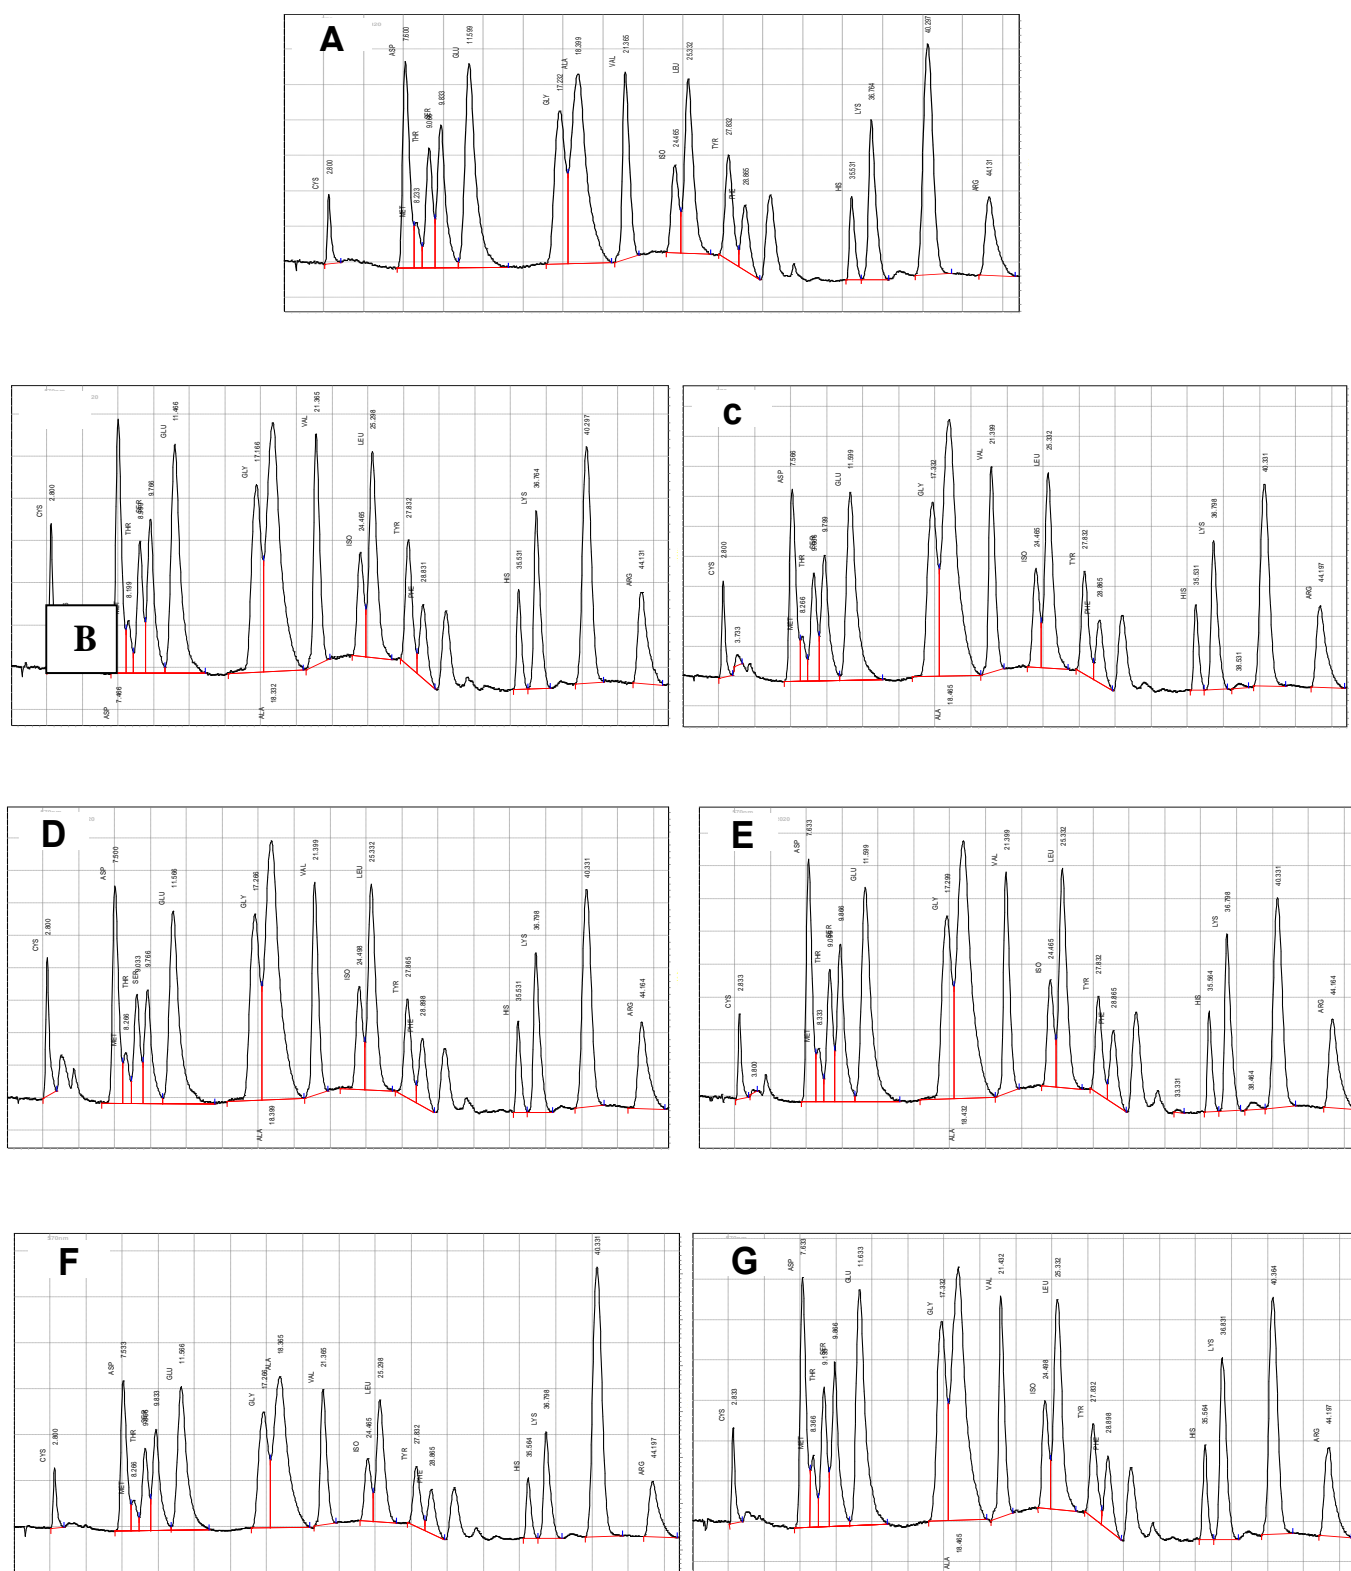 A
CYS 2.800
ASP 7.600
MET 8.233
THR
SER 9.833
GLU 11.599
GLY 17.232
ALA 18.399
VAL 21.365
ISO 24.465
LEU 25.332
TYR 27.832
PHE 28.865
HIS 35.531
LYS 36.764
40.297
ARG 44.131
B
CYS 2.800
ASP 7.466
8.199
THR
SER 9.766
GLU 11.466
GLY 17.166
ALA 18.332
VAL 21.365
ISO 24.465
LEU 25.298
TYR 27.832
PHE 28.831
HIS 35.531
LYS 36.764
40.297
ARG 44.131
C
CYS 2.800
3.733
ASP 7.566
MET 8.266
THR
SER 9.799
GLU 11.599
GLY 17.332
ALA 18.465
VAL 21.399
ISO 24.465
LEU 25.332
TYR 27.832
PHE 28.865
HIS 35.531
LYS 36.798
38.531
40.331
ARG 44.197
D
CYS 2.800
ASP 7.500
MET 8.266
THR 9.033
SER 9.766
GLU 11.566
GLY 17.266
ALA 18.399
VAL 21.399
ISO 24.498
LEU 25.332
TYR 27.865
PHE 28.898
HIS 35.531
LYS 36.798
40.331
ARG 44.164
E
CYS 2.833
3.800
ASP 7.633
MET 8.333
THR 9.099
SER 9.866
GLU 11.599
GLY 17.299
ALA 18.432
VAL 21.399
ISO 24.465
LEU 25.332
TYR 27.832
PHE 28.865
33.331
HIS 35.564
LYS 36.798
38.464
40.331
ARG 44.164
F
570nm
CYS 2.800
ASP 7.533
MET 8.266
THR
SER 9.833
GLU 11.566
GLY 17.266
ALA 18.365
VAL 21.365
ISO 24.465
LEU 25.298
TYR 27.832
PHE 28.865
HIS 35.564
LYS 36.798
40.331
ARG 44.197
G
CYS 2.833
ASP 7.633
MET 8.366
THR
SER 9.866
GLU 11.633
GLY 17.332
ALA 18.465
VAL 21.432
ISO 24.498
LEU 25.332
TYR 27.832
PHE 28.898
HIS 35.564
LYS 36.831
40.364
ARG 44.197